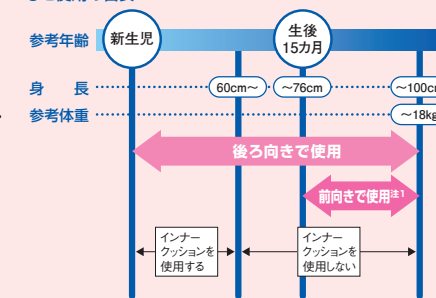 参考年齢
新生児
生後
15カ月
身 長
60cm〜
〜76cm
〜100cm
参考体重
〜18kg
後ろ向きで使用
前向きで使用注1
インナー
クッションを
使用する
インナー
クッションを
使用しない